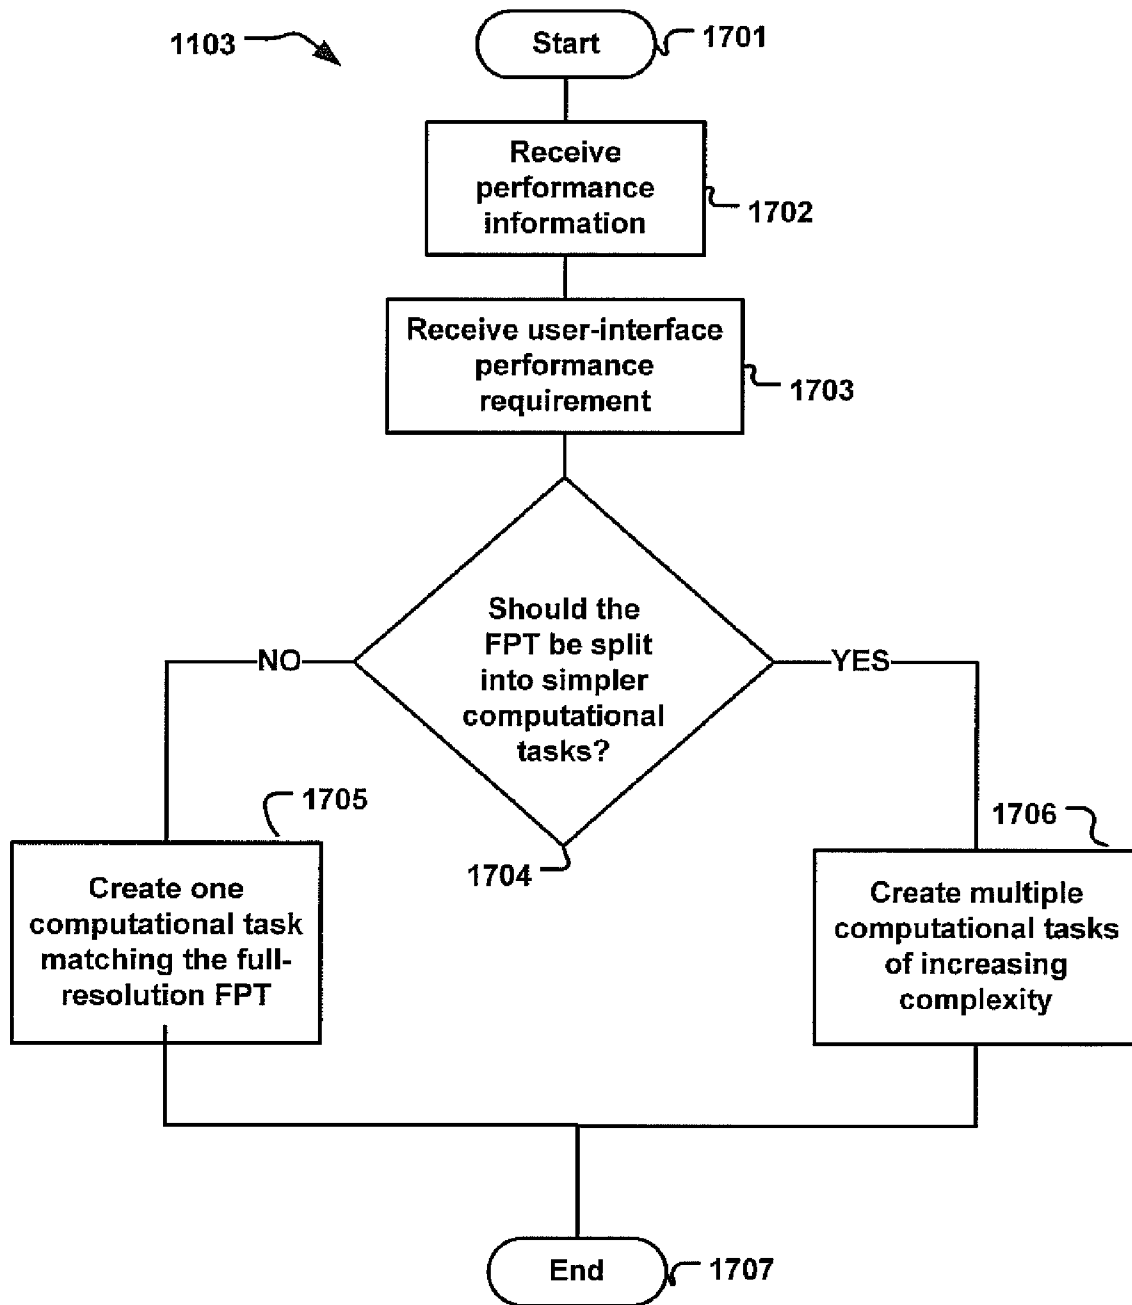 1103
Start
1701
Receive
performance
information
1702
Receive user-interface
performance
requirement
1703
Should the
FPT be split
into simpler
computational
tasks?
NO
YES
1704
1705
Create one
computational task
matching the full-
resolution FPT
1706
Create multiple
computational tasks
of increasing
complexity
End
1707